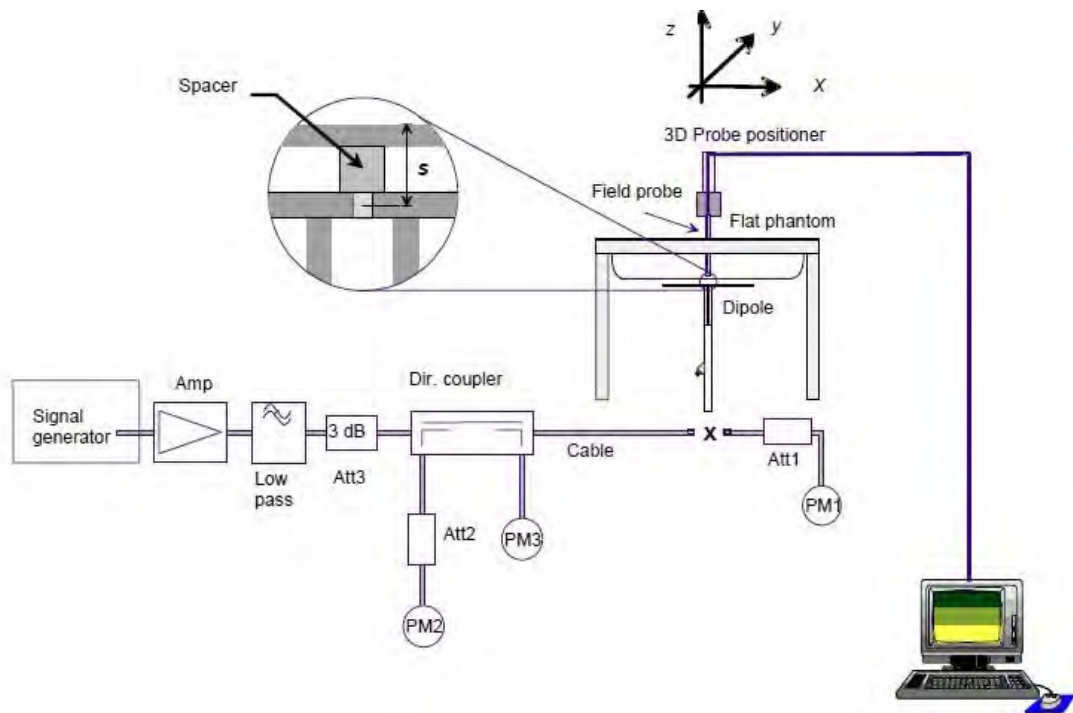 z
y
x
Spacer
s
3D Probe positioner
Field probe
Flat phantom
Dipole
Dir. coupler
Amp
Signal
generator
3 dB
Low
pass
Att3
Cable
X
Att1
PM1
Att2
PM3
PM2